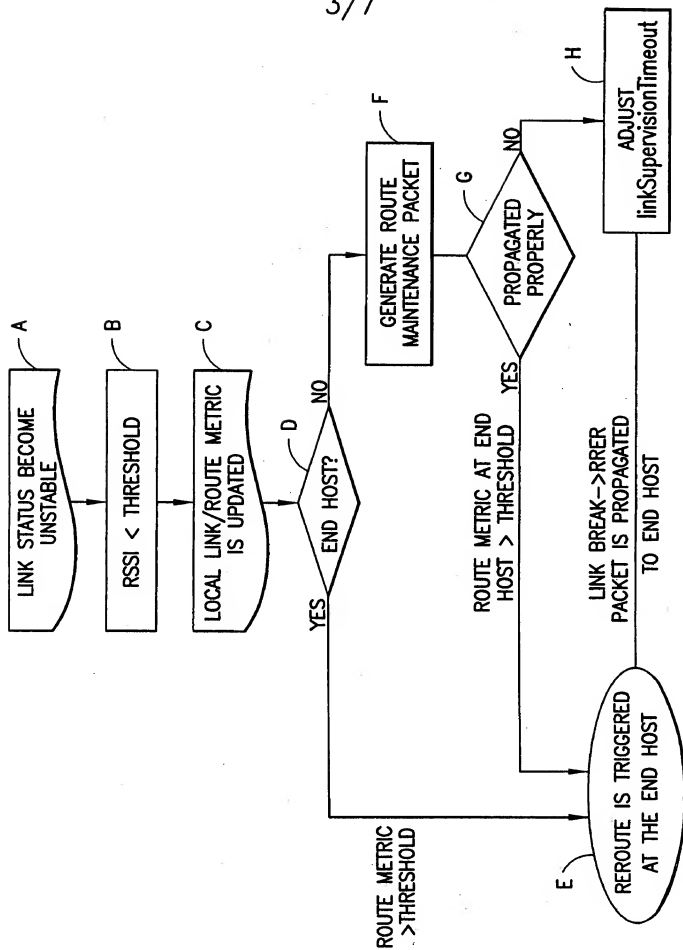 3/7
LINK STATUS BECOME
UNSTABLE
A
RSSI < THRESHOLD
B
LOCAL LINK/ROUTE METRIC
IS UPDATED
C
END HOST?
D
YES
NO
ROUTE METRIC
>THRESHOLD
GENERATE ROUTE
MAINTENANCE PACKET
F
PROPAGATED
PROPERLY
G
YES
NO
ROUTE METRIC AT END
HOST > THRESHOLD
ADJUST
linkSupervisionTimeout
H
LINK BREAK->RRER
PACKET IS PROPAGATED
TO END HOST
REROUTE IS TRIGGERED
AT THE END HOST
E